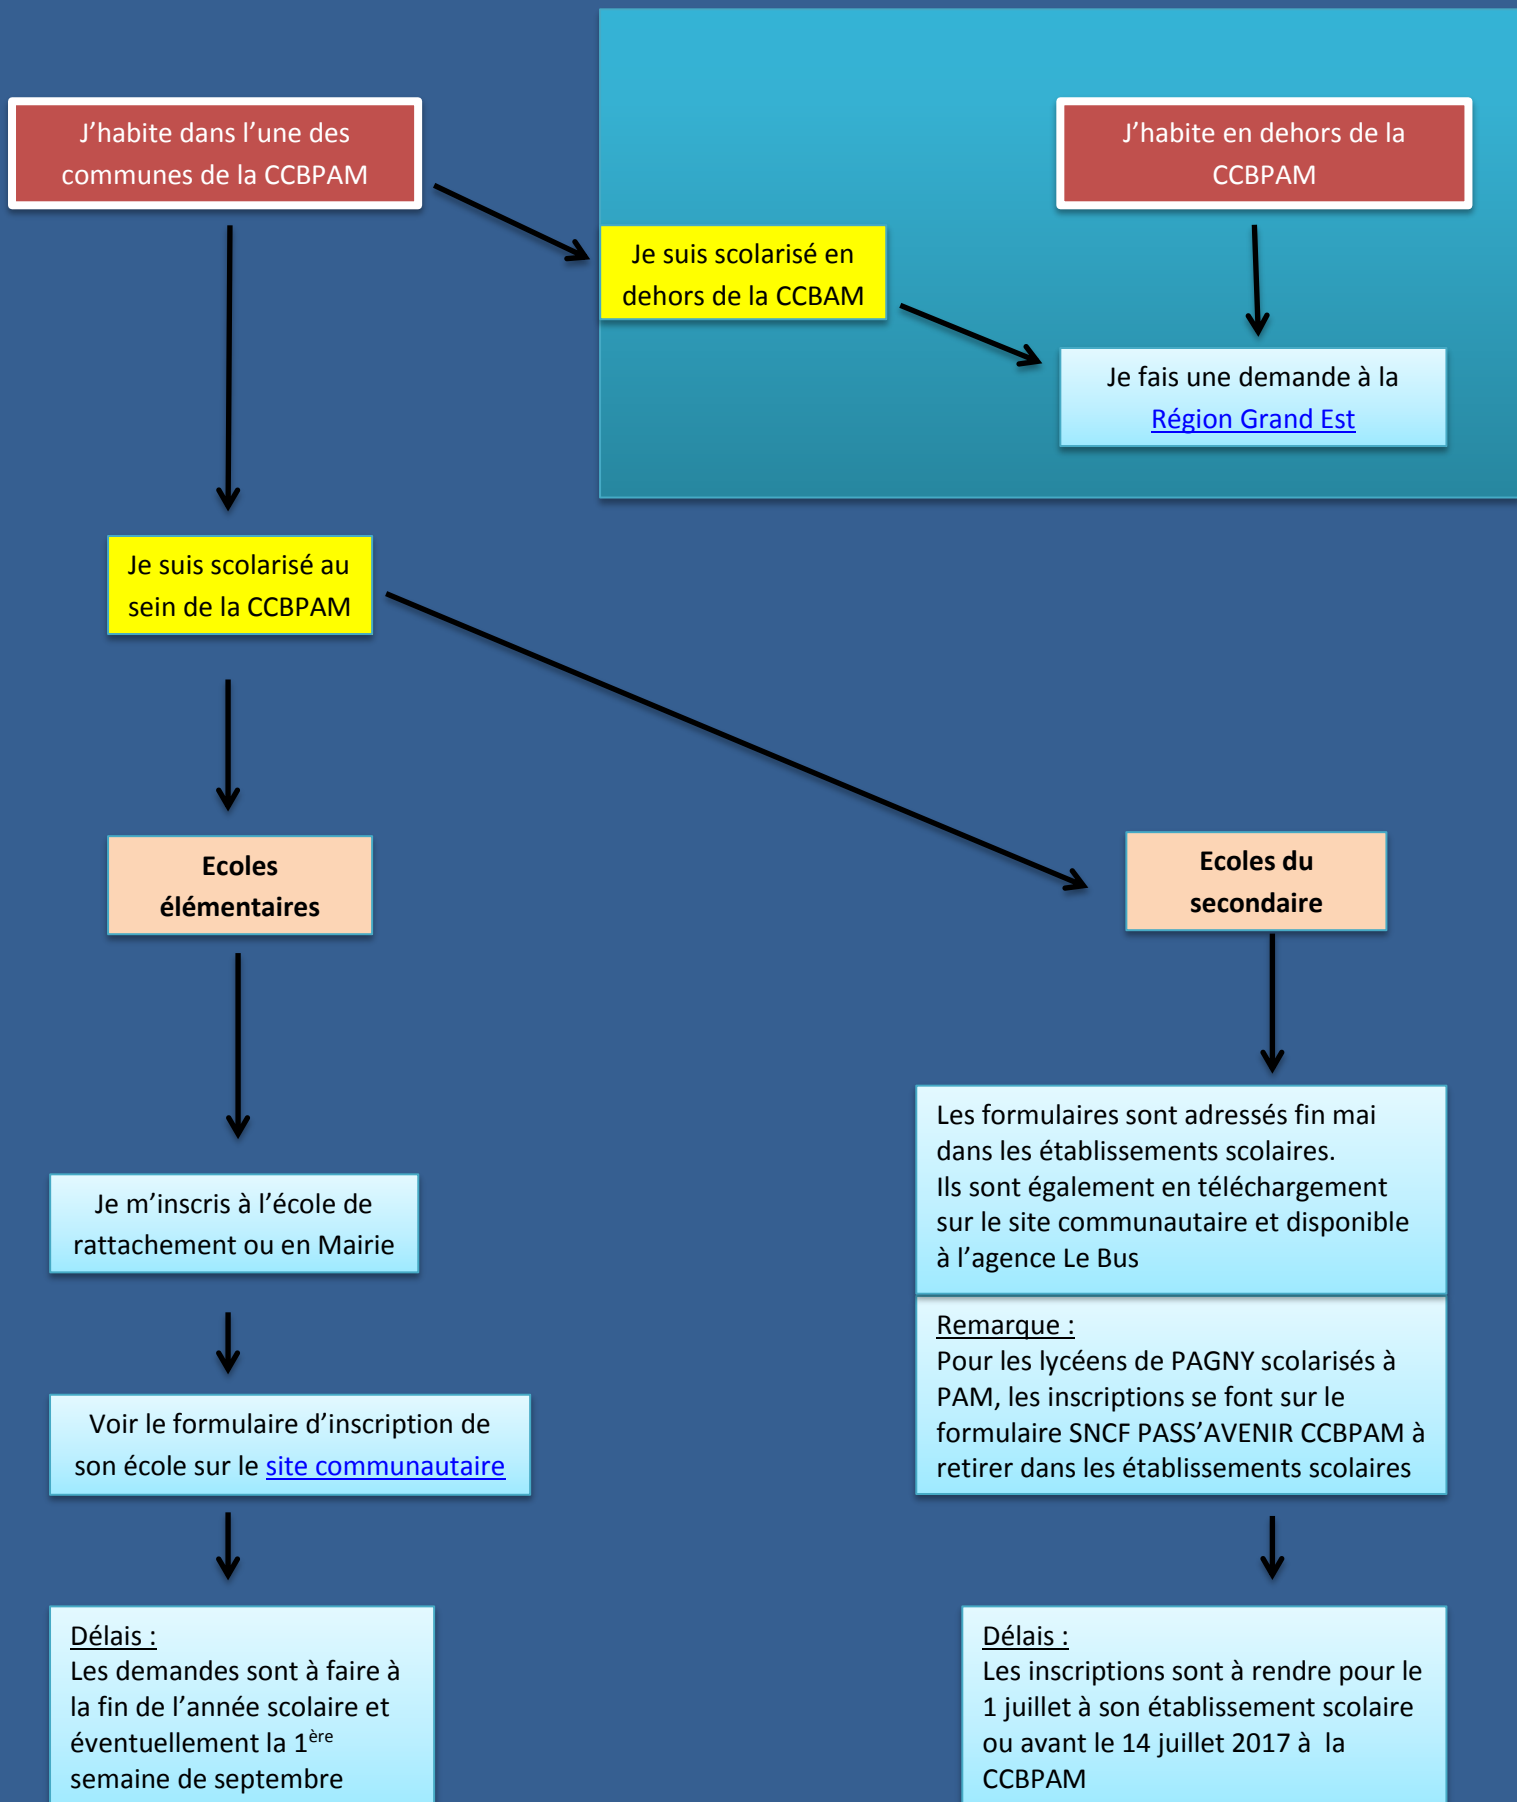 J’habite dans l’une des
communes de la CCBPAM
J’habite en dehors de la
CCBPAM
Je suis scolarisé en
dehors de la CCBAM
Je fais une demande à la
Région Grand Est
Je suis scolarisé au
sein de la CCBPAM
Ecoles
élémentaires
Ecoles du
secondaire
Je m’inscris à l’école de
rattachement ou en Mairie
Voir le formulaire d’inscription de
son école sur le site communautaire
Délais :
Les demandes sont à faire à
la fin de l’année scolaire et
éventuellement la 1ère
semaine de septembre
Les formulaires sont adressés fin mai
dans les établissements scolaires.
Ils sont également en téléchargement
sur le site communautaire et disponible
à l’agence Le Bus
Remarque :
Pour les lycéens de PAGNY scolarisés à
PAM, les inscriptions se font sur le
formulaire SNCF PASS’AVENIR CCBPAM à
retirer dans les établissements scolaires
Délais :
Les inscriptions sont à rendre pour le
1 juillet à son établissement scolaire
ou avant le 14 juillet 2017 à  la
CCBPAM